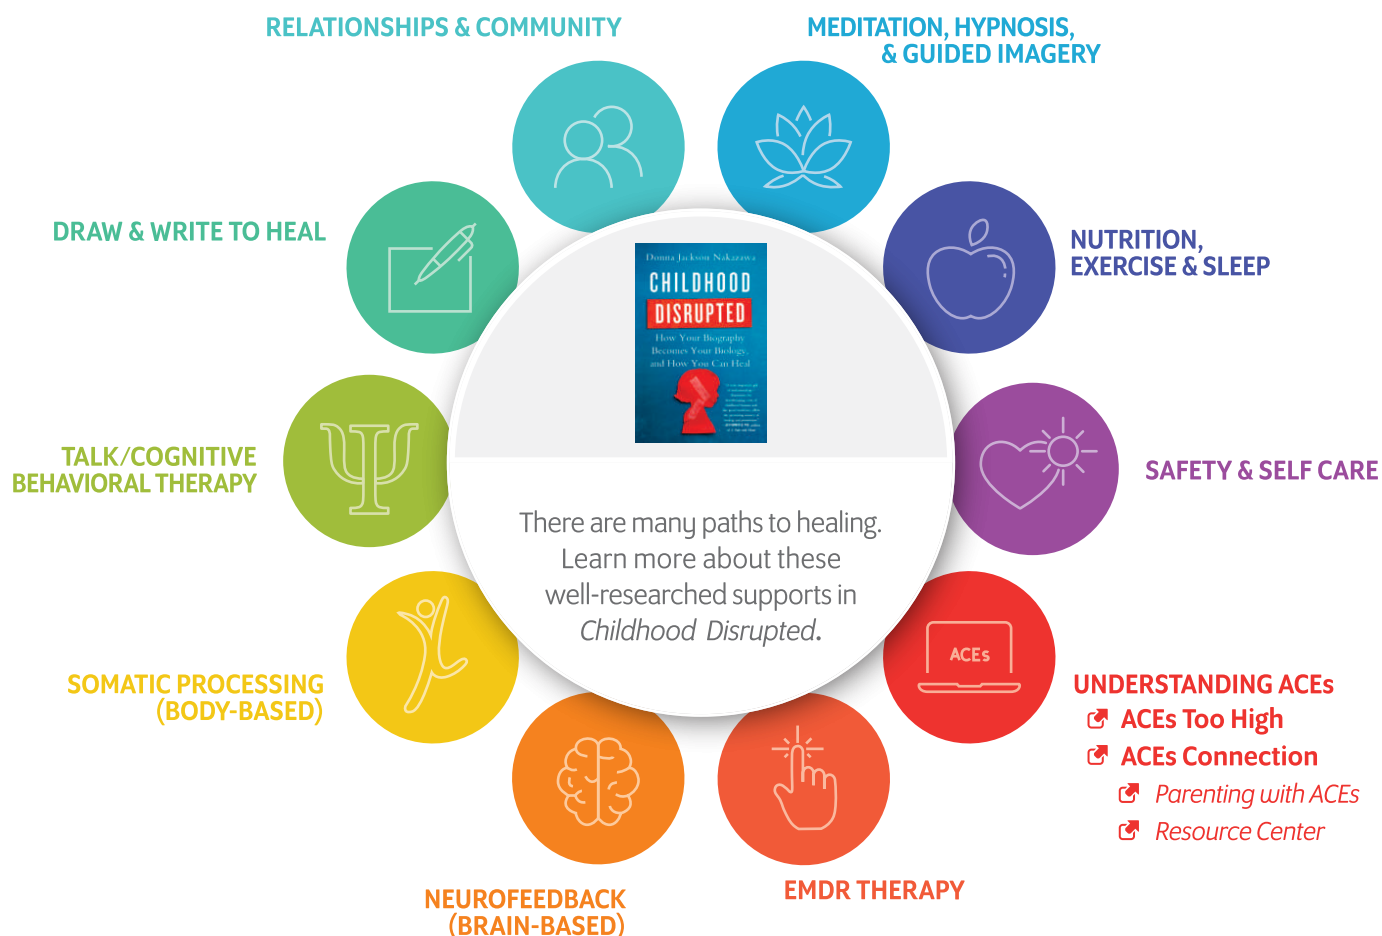 RELATIONSHIPS & COMMUNITY
MEDITATION, HYPNOSIS,
& GUIDED IMAGERY
DRAW & WRITE TO HEAL
NUTRITION,
EXERCISE & SLEEP
Donna Jackson Nakazawa
CHILDHOOD
DISRUPTED
How Your Biography
Becomes Your Biology,
and How You Can Heal
TALK/COGNITIVE
BEHAVIORAL THERAPY
SAFETY & SELF CARE
There are many paths to healing.
Learn more about these
well-researched supports in
Childhood Disrupted.
SOMATIC PROCESSING
(BODY-BASED)
ACEs
UNDERSTANDING ACEs
ACEs Too High
ACEs Connection
Parenting with ACEs
Resource Center
NEUROFEEDBACK
(BRAIN-BASED)
EMDR THERAPY